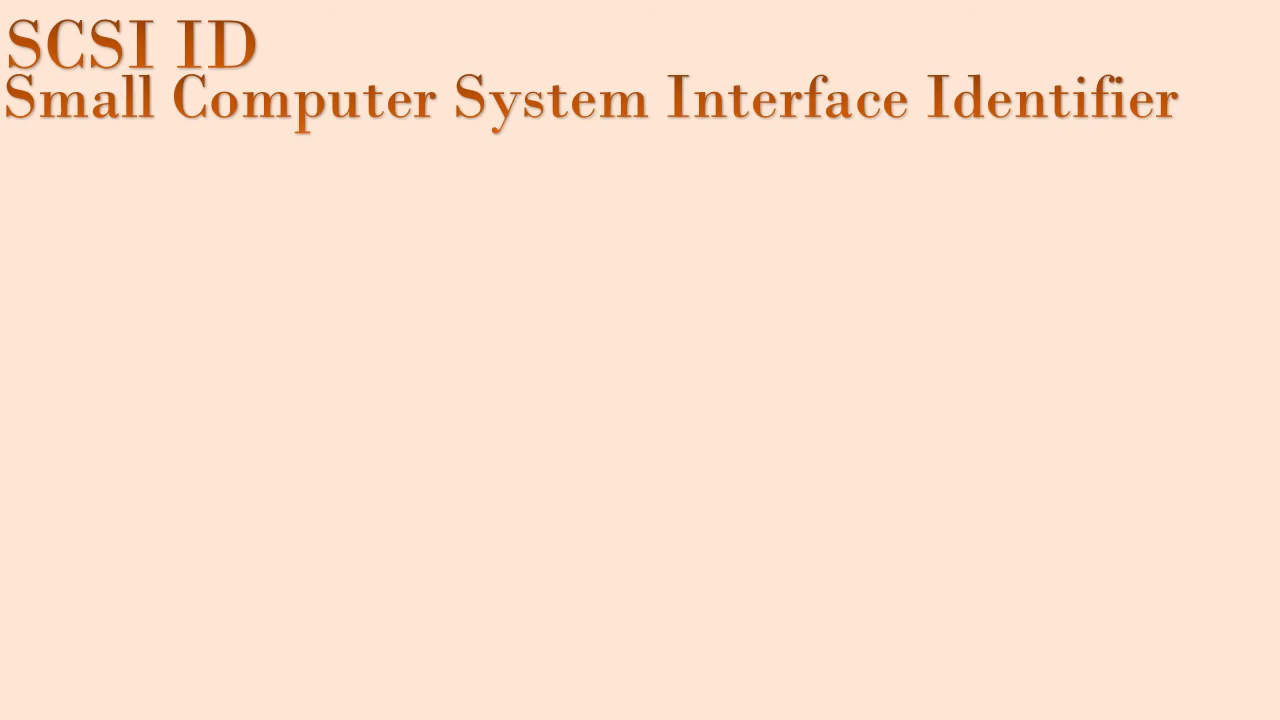 SCSI ID
Small Computer System Interface Identifier